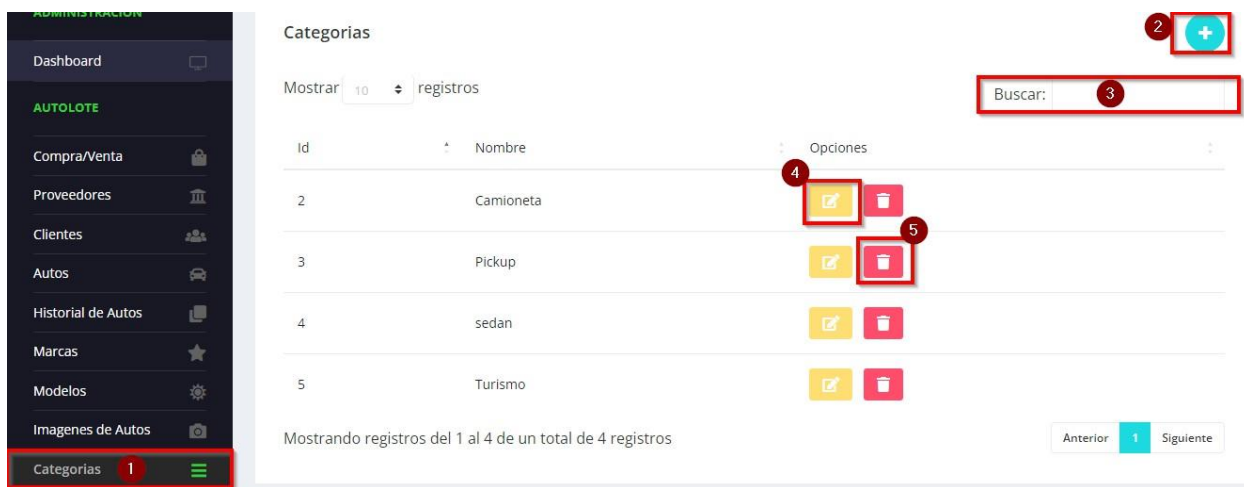 ADMINISTRACION
Dashboard
AUTOLOTE
Compra/Venta
Proveedores
Clientes
Autos
Historial de Autos
Marcas
Modelos
Imagenes de Autos
Categorias 1
Categorias
2
Mostrar 10 registros
Buscar: 3
Id Nombre Opciones
4
2 Camioneta
5
3 Pickup
4 sedan
5 Turismo
Mostrando registros del 1 al 4 de un total de 4 registros
Anterior 1 Siguiente